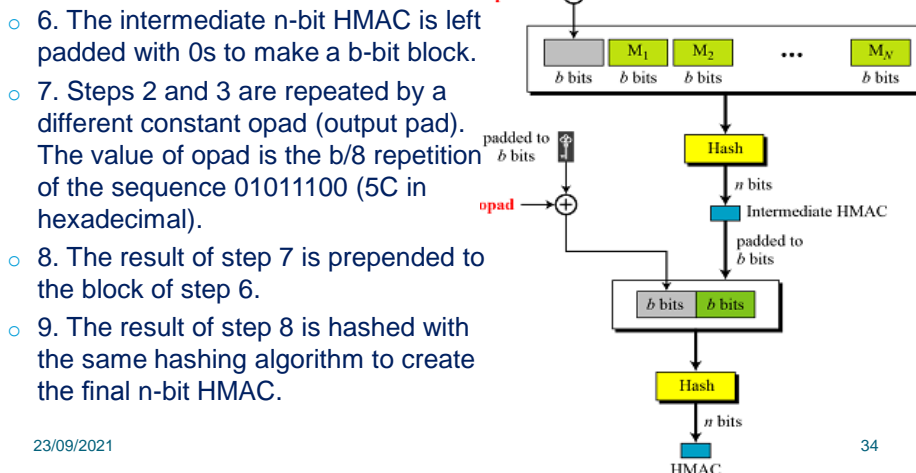 6. The intermediate n-bit HMAC is left
padded with 0s to make a b-bit block.
7. Steps 2 and 3 are repeated by a
different constant opad (output pad).
The value of opad is the b/8 repetition
of the sequence 01011100 (5C in
hexadecimal).
8. The result of step 7 is prepended to
the block of step 6.
9. The result of step 8 is hashed with
the same hashing algorithm to create
the final n-bit HMAC.
23/09/2021
M1 M2 ... MN
b bits b bits b bits b bits
Hash
n bits
Intermediate HMAC
padded to
b bits
padded to
b bits
opad
b bits b bits
Hash
n bits
HMAC
34